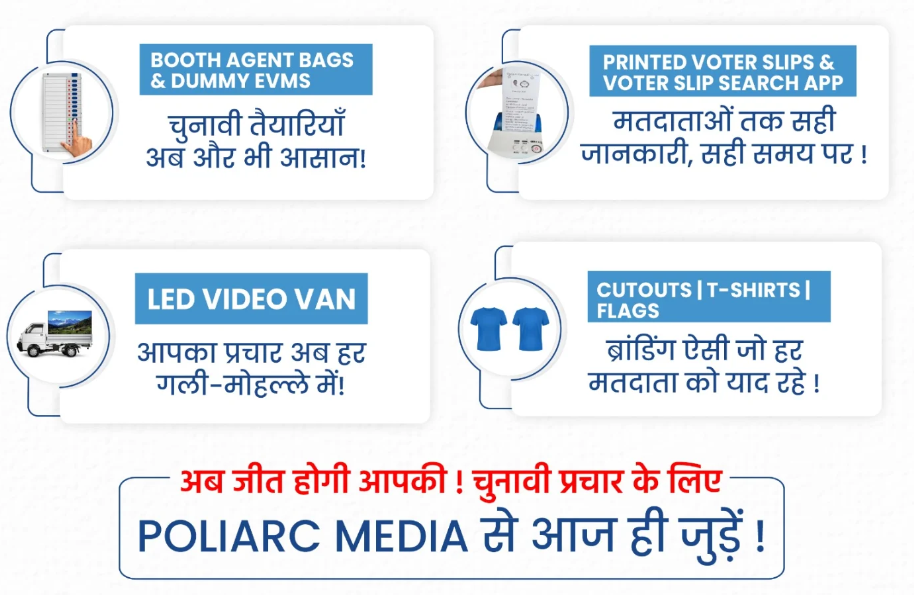 BOOTH AGENT BAGS
& DUMMY EVMS
चुनावी तैयारियाँ
अब और भी आसान!
PRINTED VOTER SLIPS &
VOTER SLIP SEARCH APP
मतदाताओं तक सही
जानकारी, सही समय पर !
LED VIDEO VAN
आपका प्रचार अब हर
गली-मोहल्ले में!
CUTOUTS | T-SHIRTS |
FLAGS
ब्रांडिंग ऐसी जो हर
मतदाता को याद रहे !
अब जीत होगी आपकी ! चुनावी प्रचार के लिए
POLIARC MEDIA से आज ही जुड़ें !